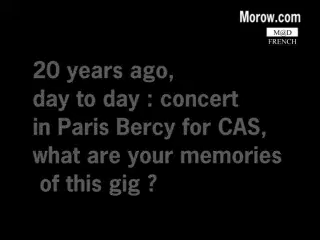 Morow.com
M@D
FRENCH
20 years ago,
day to day : concert
in Paris Bercy for CAS,
what are your memories
of this gig ?